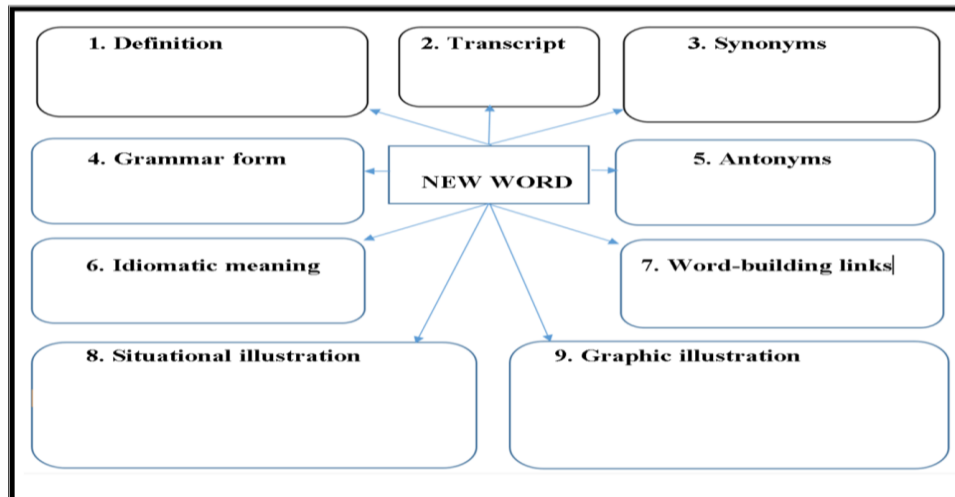 1. Definition
2. Transcript
3. Synonyms
4. Grammar form
NEW WORD
5. Antonyms
6. Idiomatic meaning
7. Word-building links
8. Situational illustration
9. Graphic illustration